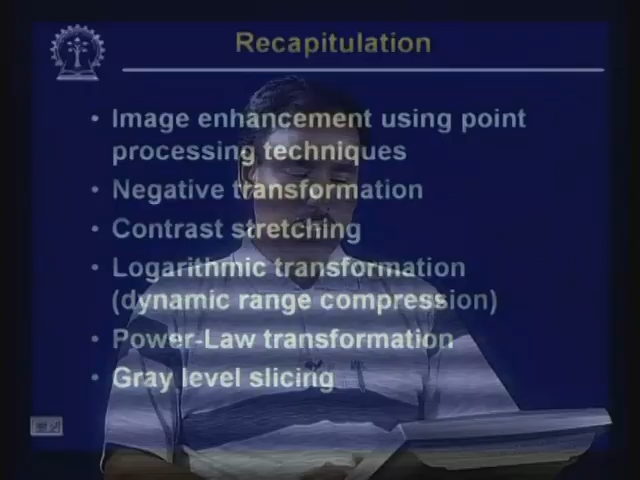 Recapitulation
• Image enhancement using point
processing techniques
• Negative transformation
• Contrast stretching
• Logarithmic transformation
(dynamic range compression)
• Power-Law transformation
• Gray level slicing